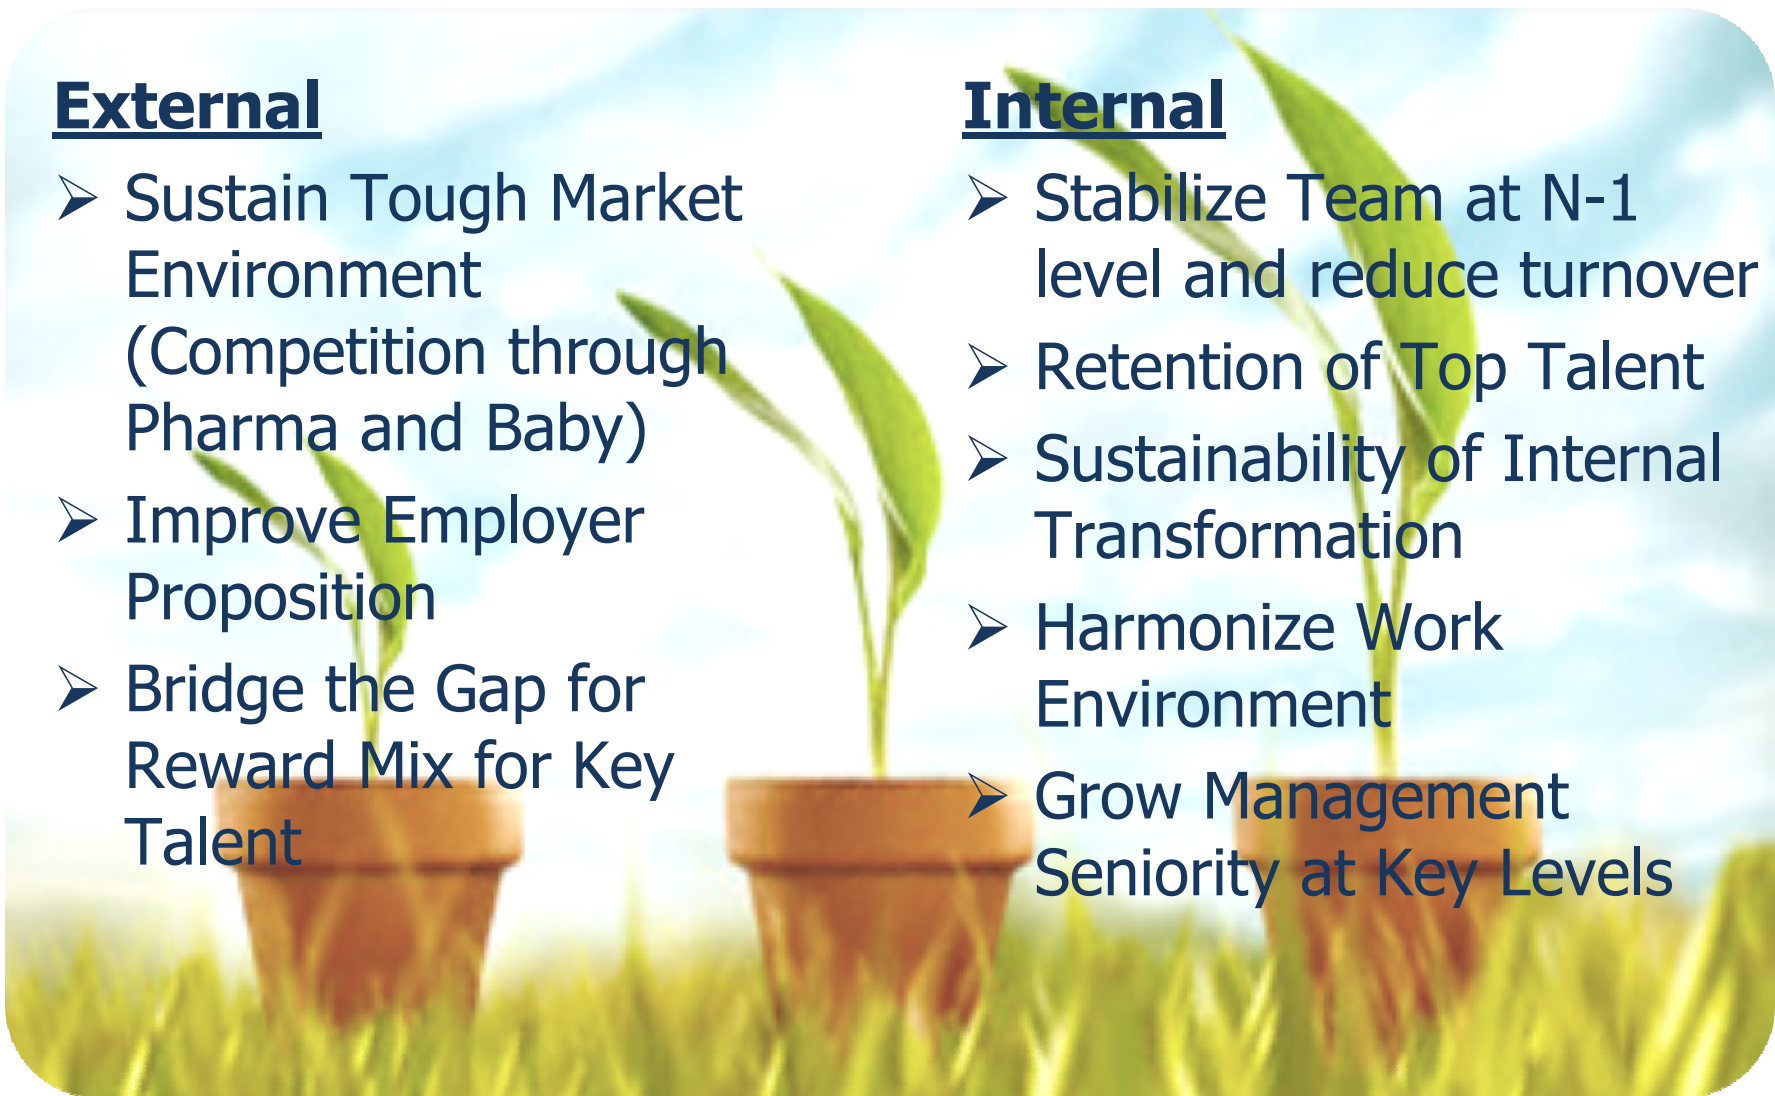 External
➢ Sustain Tough Market
Environment
(Competition through
Pharma and Baby)
➢ Improve Employer
Proposition
➢ Bridge the Gap for
Reward Mix for Key
Talent
Internal
➢ Stabilize Team at N-1
level and reduce turnover
➢ Retention of Top Talent
➢ Sustainability of Internal
Transformation
➢ Harmonize Work
Environment
➢ Grow Management
Seniority at Key Levels